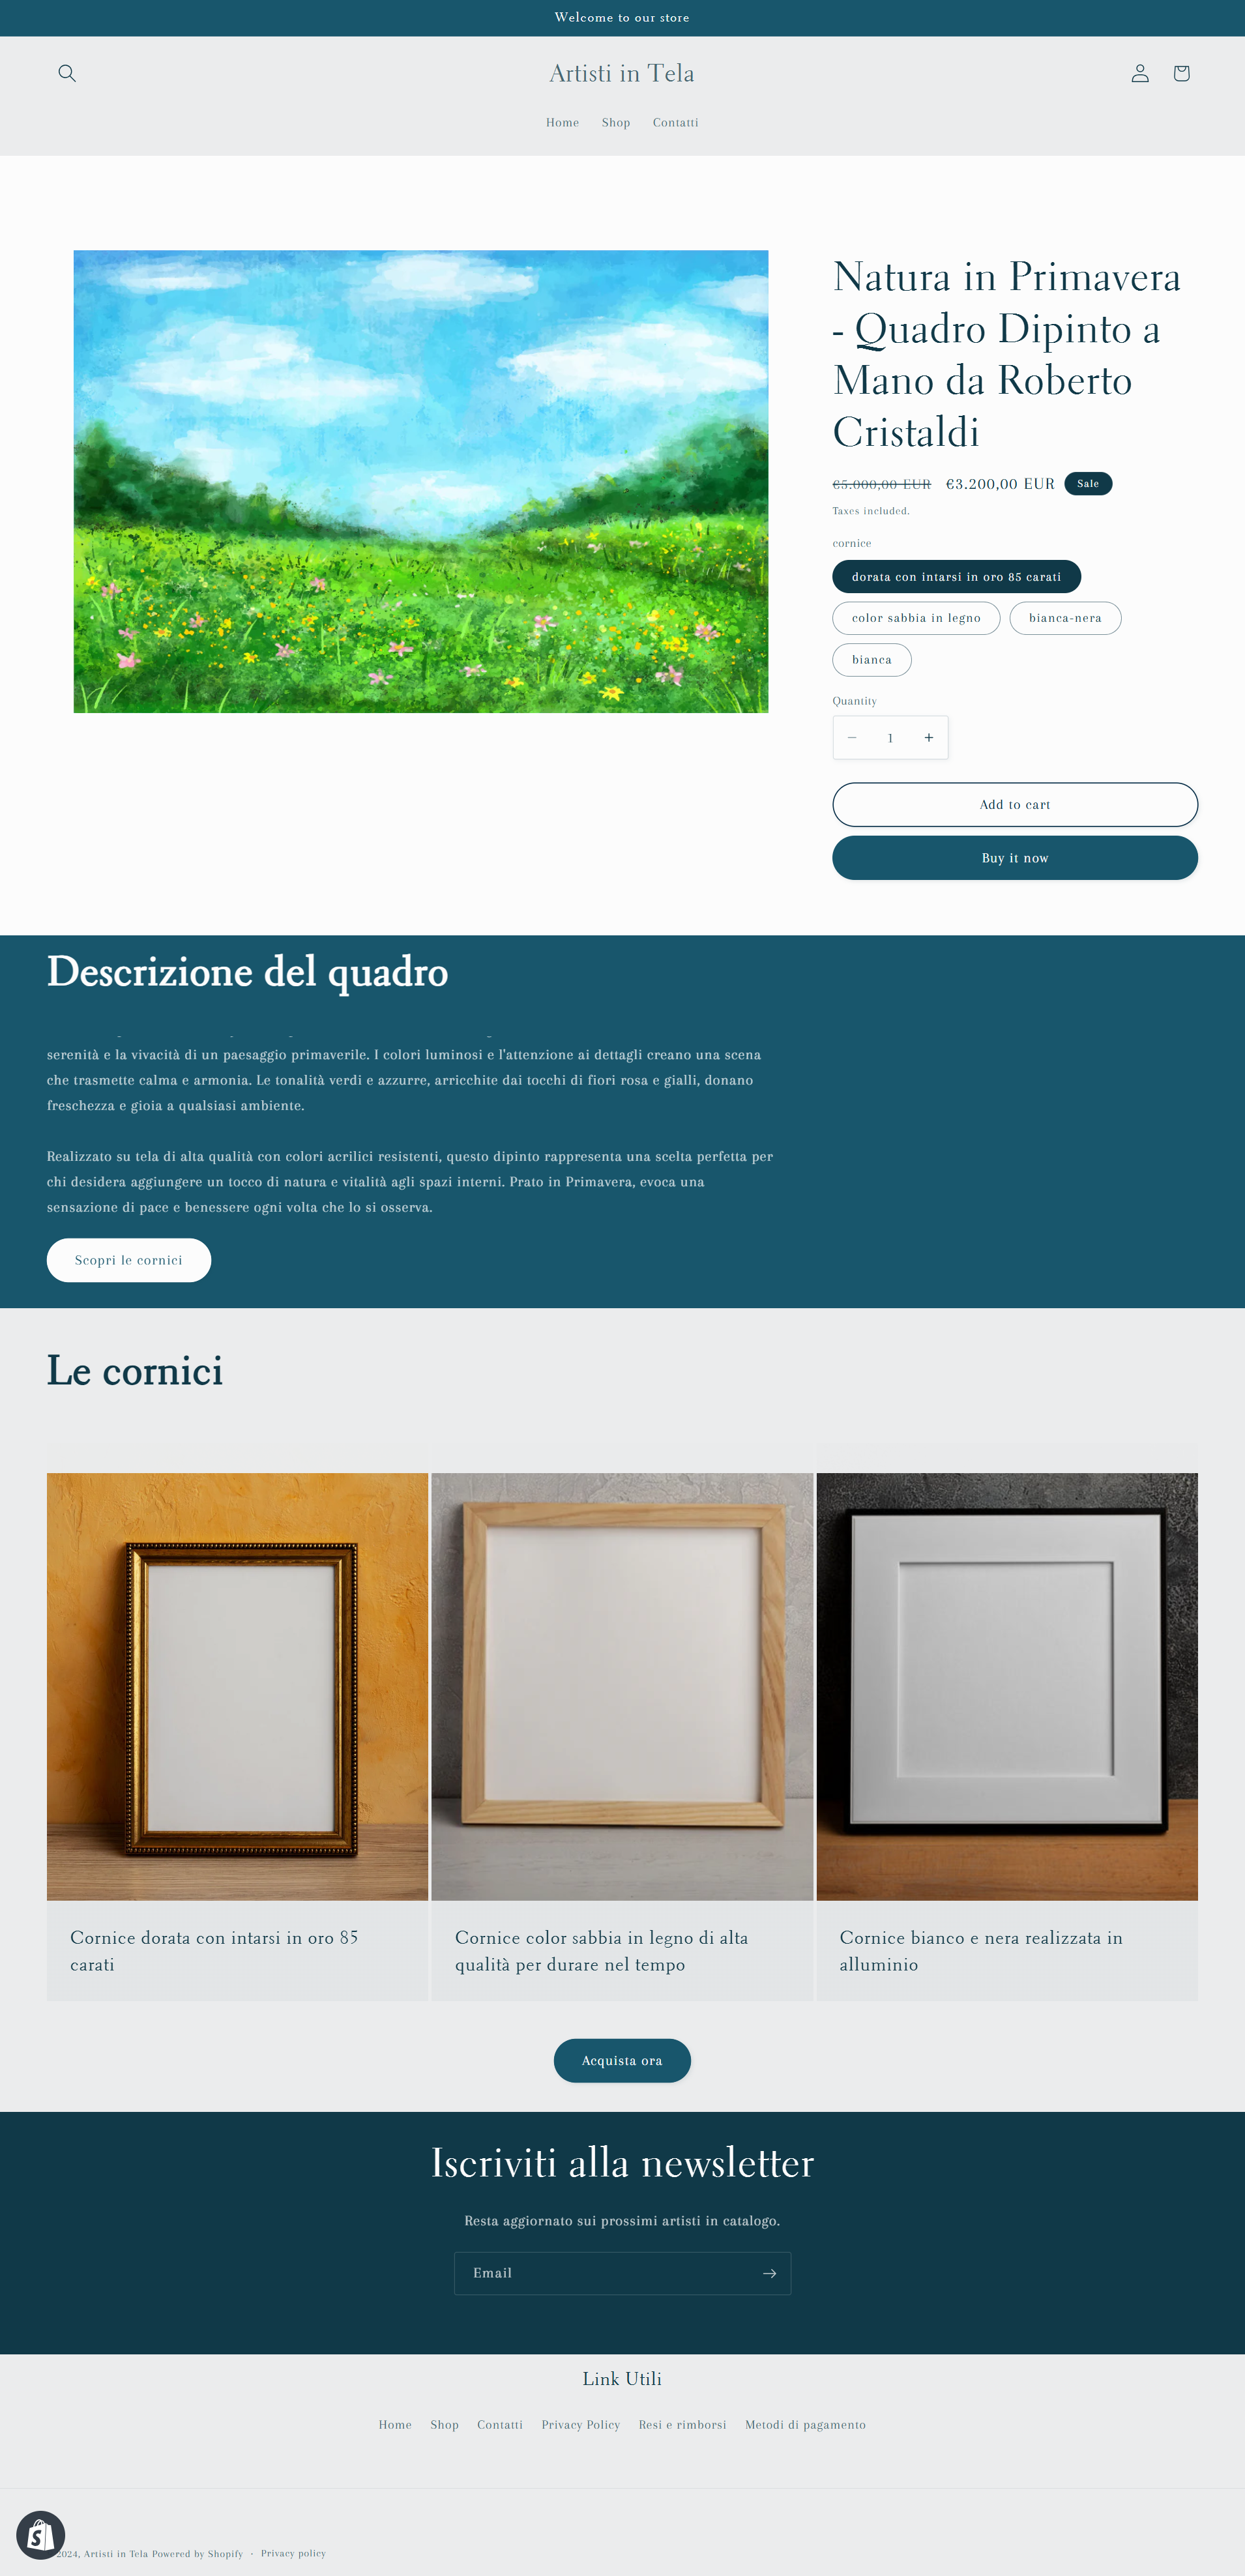 Welcome to our store
Artisti in Tela
Home Shop Contatti
Natura in Primavera
- Quadro Dipinto a
Mano da Roberto
Cristaldi
€5.000,00 EUR €3.200,00 EUR Sale
Taxes included.
cornice
dorata con intarsi in oro 85 carati
color sabbia in legno bianca-nera
bianca
Quantity
1
Add to cart
Buy it now
Descrizione del quadro
serenità e la vivacità di un paesaggio primaverile. I colori luminosi e l'attenzione ai dettagli creano una scena
che trasmette calma e armonia. Le tonalità verdi e azzurre, arricchite dai tocchi di fiori rosa e gialli, donano
freschezza e gioia a qualsiasi ambiente.
Realizzato su tela di alta qualità con colori acrilici resistenti, questo dipinto rappresenta una scelta perfetta per
chi desidera aggiungere un tocco di natura e vitalità agli spazi interni. Prato in Primavera, evoca una
sensazione di pace e benessere ogni volta che lo si osserva.
Scopri le cornici
Le cornici
Cornice dorata con intarsi in oro 85
carati
Cornice color sabbia in legno di alta
qualità per durare nel tempo
Cornice bianco e nera realizzata in
alluminio
Acquista ora
Iscriviti alla newsletter
Resta aggiornato sui prossimi artisti in catalogo.
Email
Link Utili
Home Shop Contatti Privacy Policy Resi e rimborsi Metodi di pagamento
2024, Artisti in Tela Powered by Shopify · Privacy policy